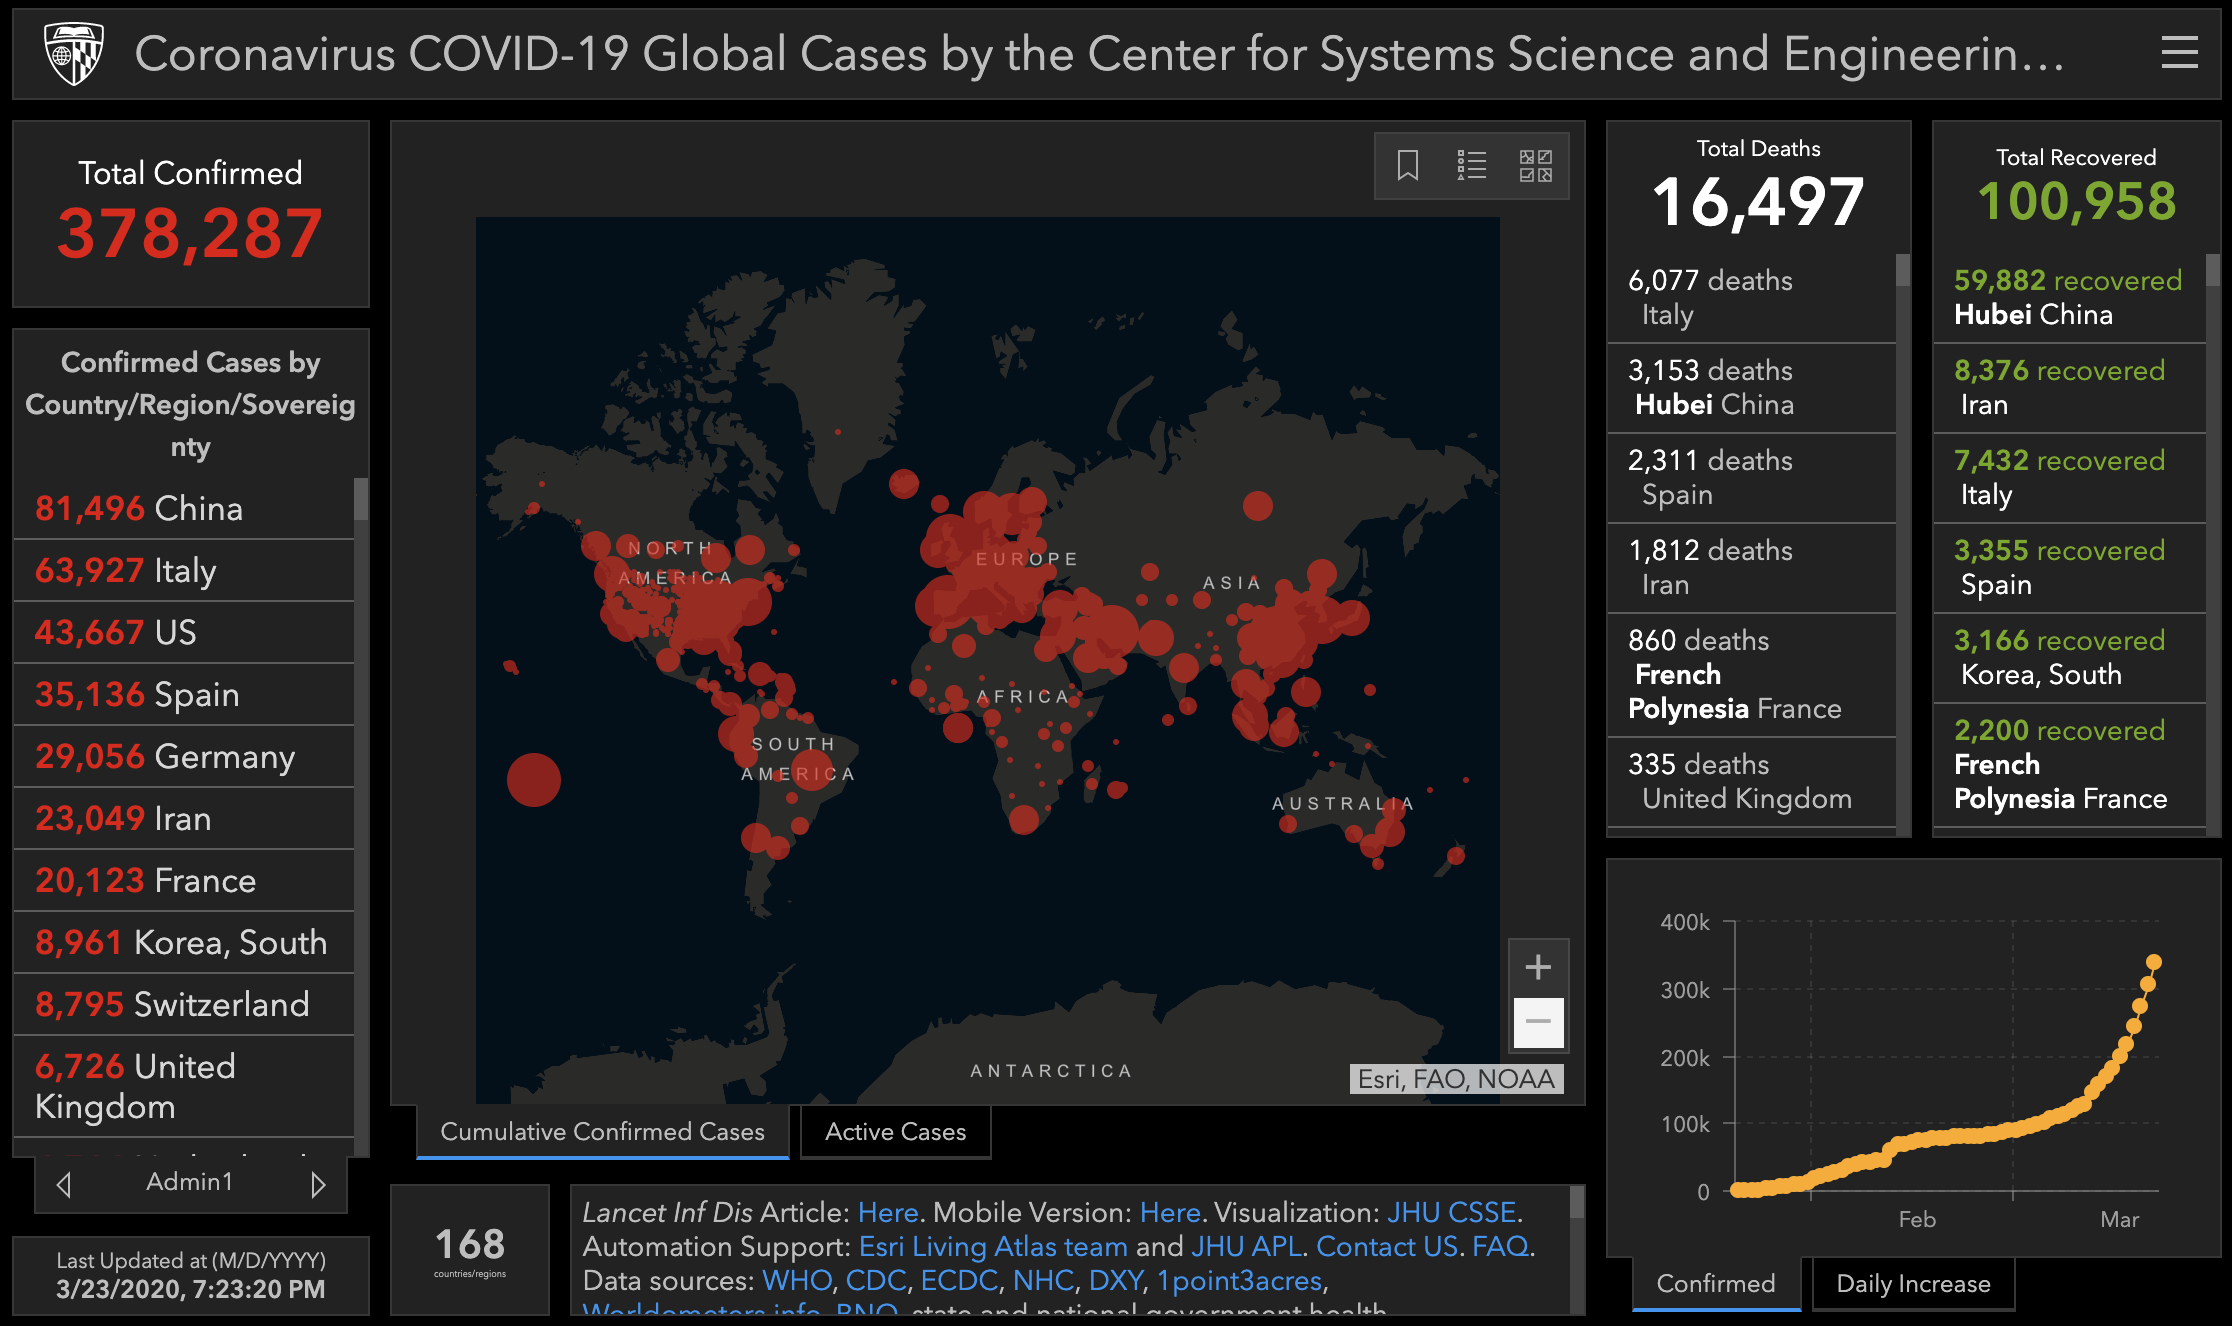 Coronavirus COVID-19 Global Cases by the Center for Systems Science and Engineerin...
Total Confirmed
378,287
Confirmed Cases by
Country/Region/Sovereig
nty
81,496 China
63,927 Italy
43,667 US
35,136 Spain
29,056 Germany
23,049 Iran
20,123 France
8,961 Korea, South
8,795 Switzerland
6,726 United
Kingdom
Admin1
Last Updated at (M/D/YYYY)
3/23/2020, 7:23:20 PM
NORTH
AMERICA
EUROPE
ASIA
AFRICA
SOUTH
AMERICA
AUSTRALIA
ANTARCTICA
Esri, FAO, NOAA
Cumulative Confirmed Cases
Active Cases
168
countries/regions
Lancet Inf Dis Article: Here. Mobile Version: Here. Visualization: JHU CSSE.
Automation Support: Esri Living Atlas team and JHU APL. Contact US. FAQ.
Data sources: WHO, CDC, ECDC, NHC, DXY, 1point3acres,
Worldometers.info, BNO, state and national government health
Total Deaths
16,497
6,077 deaths
Italy
3,153 deaths
Hubei China
2,311 deaths
Spain
1,812 deaths
Iran
860 deaths
French
Polynesia France
335 deaths
United Kingdom
Total Recovered
100,958
59,882 recovered
Hubei China
8,376 recovered
Iran
7,432 recovered
Italy
3,355 recovered
Spain
3,166 recovered
Korea, South
2,200 recovered
French
Polynesia France
400k
300k
200k
100k
0
Feb
Mar
Confirmed
Daily Increase